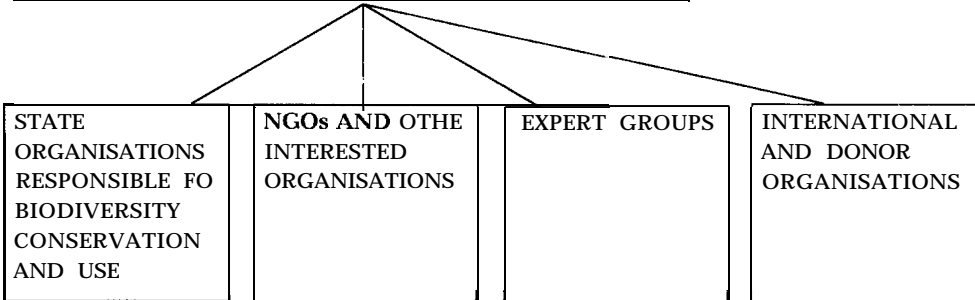 STATE
ORGANISATIONS
RESPONSIBLE FO
BIODIVERSITY
CONSERVATION
AND USE
NGOs AND OTHE
INTERESTED
ORGANISATIONS
EXPERT GROUPS
INTERNATIONAL
AND DONOR
ORGANISATIONS